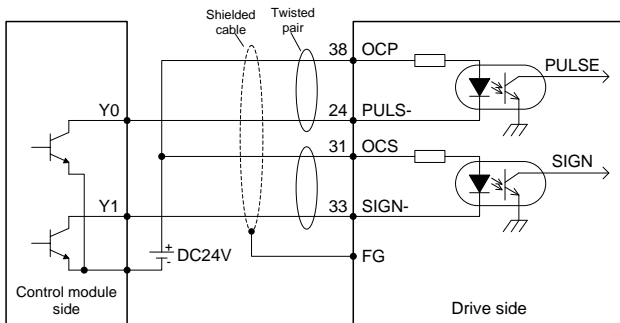 Shielded
cable
Twisted
pair
38 OCP
PULSE
Y0
24 PULS-
31 OCS
SIGN
Y1
33 SIGN-
+
DC24V
-
FG
Control module
side
Drive side